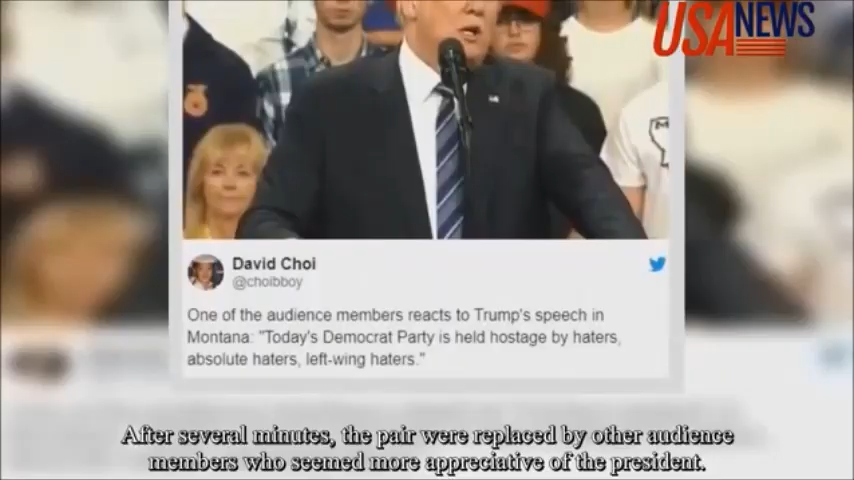 USANEWS
David Choi
@choibboy
One of the audience members reacts to Trump's speech in
Montana: "Today's Democrat Party is held hostage by haters,
absolute haters, left-wing haters."
After several minutes, the pair were replaced by other audience
members who seemed more appreciative of the president.